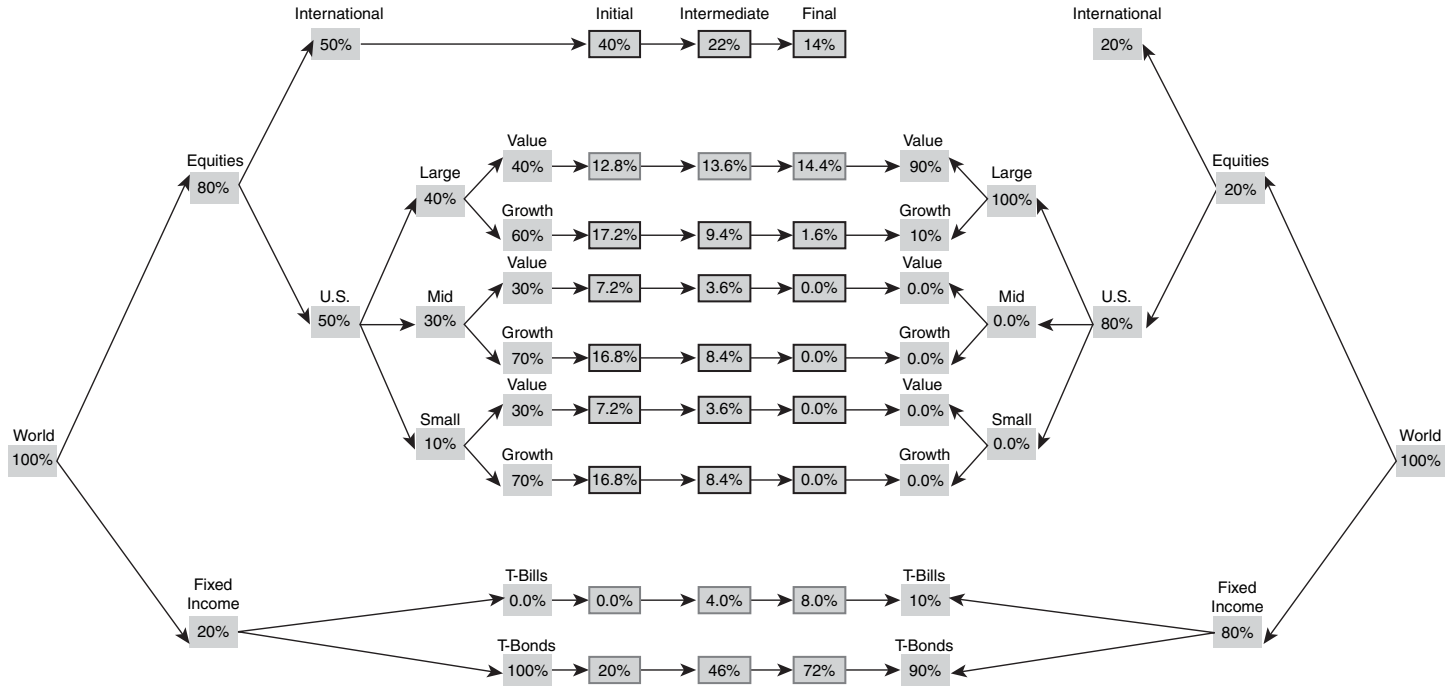 International Initial Intermediate Final International
50% 40% 22% 14% 20%
Value Value
Equities Large 40% 12.8% 13.6% 14.4% 90% Large Equities
80% 40% 100% 20%
Growth Growth
60% 17.2% 9.4% 1.6% 10%
Value Value
U.S. Mid 30% 7.2% 3.6% 0.0% 0.0% Mid U.S.
50% 30% 0.0% 80%
Growth Growth
70% 16.8% 8.4% 0.0% 0.0%
Value Value
30% 7.2% 3.6% 0.0% 0.0%
World Small Small World
100% 10% 0.0% 100%
Growth Growth
70% 16.8% 8.4% 0.0% 0.0%
T-Bills T-Bills
Fixed 0.0% 0.0% 4.0% 8.0% 10% Fixed
Income Income
20% 80%
T-Bonds T-Bonds
100% 20% 46% 72% 90%